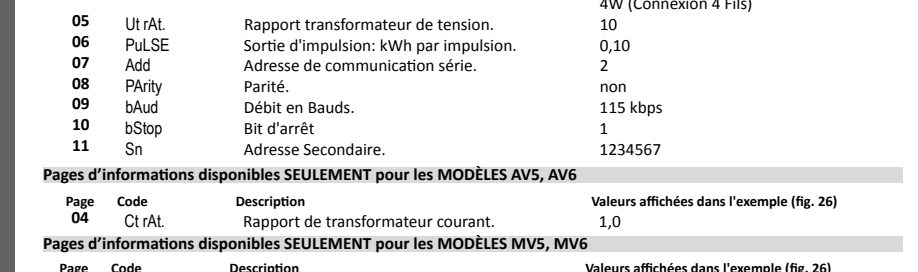 4W (Connexion 4 Fils)
05 Ut rAt. Rapport transformateur de tension. 10
06 PuLSE Sortie d'impulsion: kWh par impulsion. 0,10
07 Add Adresse de communication série. 2
08 PArity Parité. non
09 bAud Débit en Bauds. 115 kbps
10 bStop Bit d'arrêt 1
11 Sn Adresse Secondaire. 1234567
Pages d’informations disponibles SEULEMENT pour les MODÈLES AV5, AV6
Page Code Description Valeurs affichées dans l'exemple (fig. 26)
04 Ct rAt. Rapport de transformateur courant. 1,0
Pages d’informations disponibles SEULEMENT pour les MODÈLES MV5, MV6
Page Code Description Valeurs affichées dans l'exemple (fig. 26)